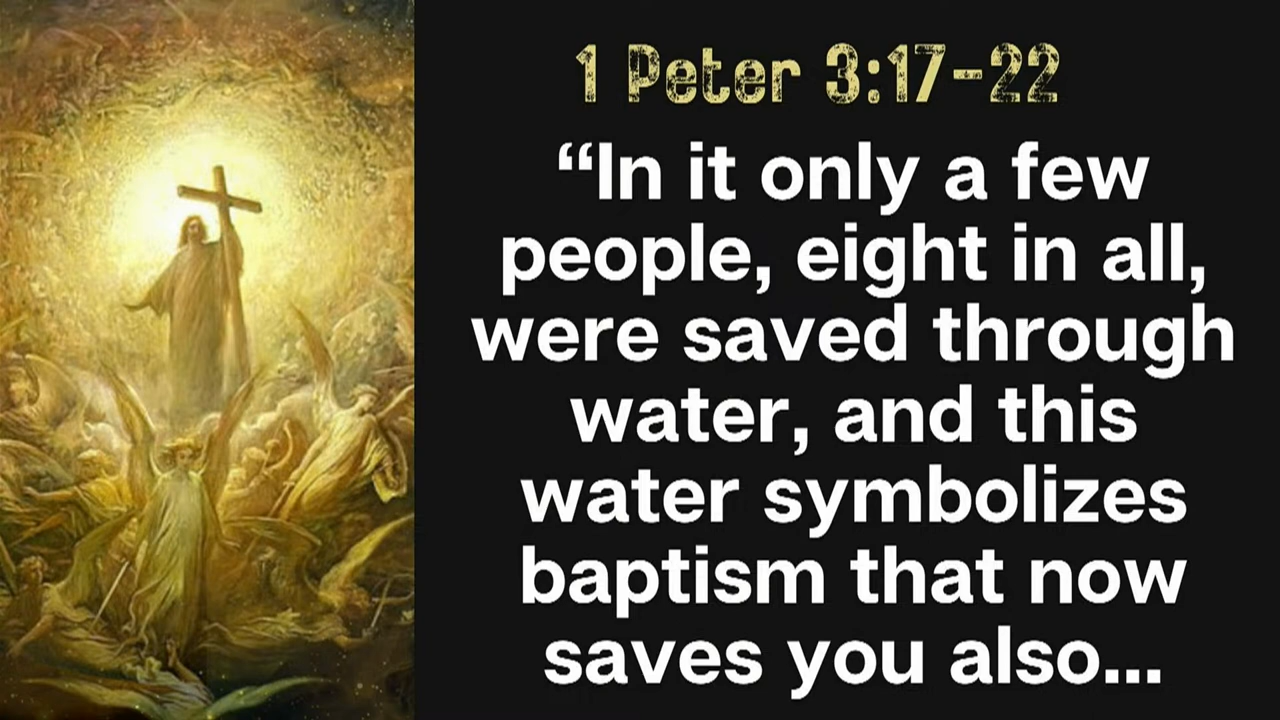 1 Peter 3:17-22
“In it only a few
people, eight in all,
were saved through
water, and this
water symbolizes
baptism that now
saves you also...